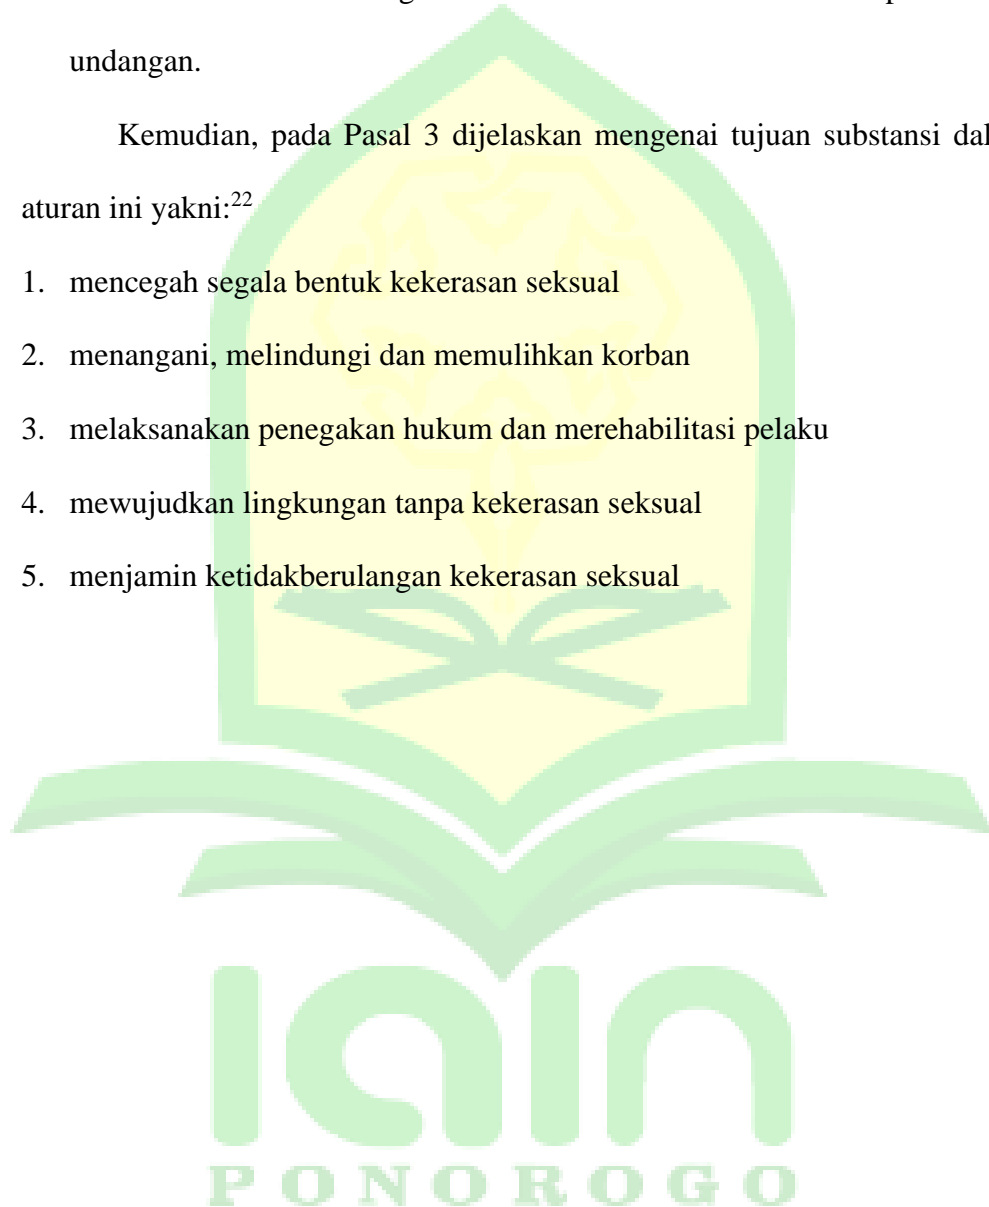 undangan.
Kemudian, pada Pasal 3 dijelaskan mengenai tujuan substansi dal
aturan ini yakni:22
1. mencegah segala bentuk kekerasan seksual
2. menangani, melindungi dan memulihkan korban
3. melaksanakan penegakan hukum dan merehabilitasi pelaku
4. mewujudkan lingkungan tanpa kekerasan seksual
5. menjamin ketidakberulangan kekerasan seksual
iain
PONOROGO